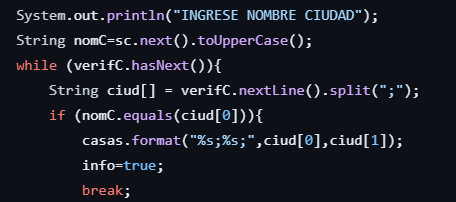 System.out.println("INGRESE NOMBRE CIUDAD");
String nomC=sc.next().toUpperCase();
while (verifC.hasNext()){
    String ciud[] = verifC.nextLine().split(";");
    if (nomC.equals(ciud[0])){
        casas.format("%s;%s;",ciud[0],ciud[1]);
        info=true;
        break;